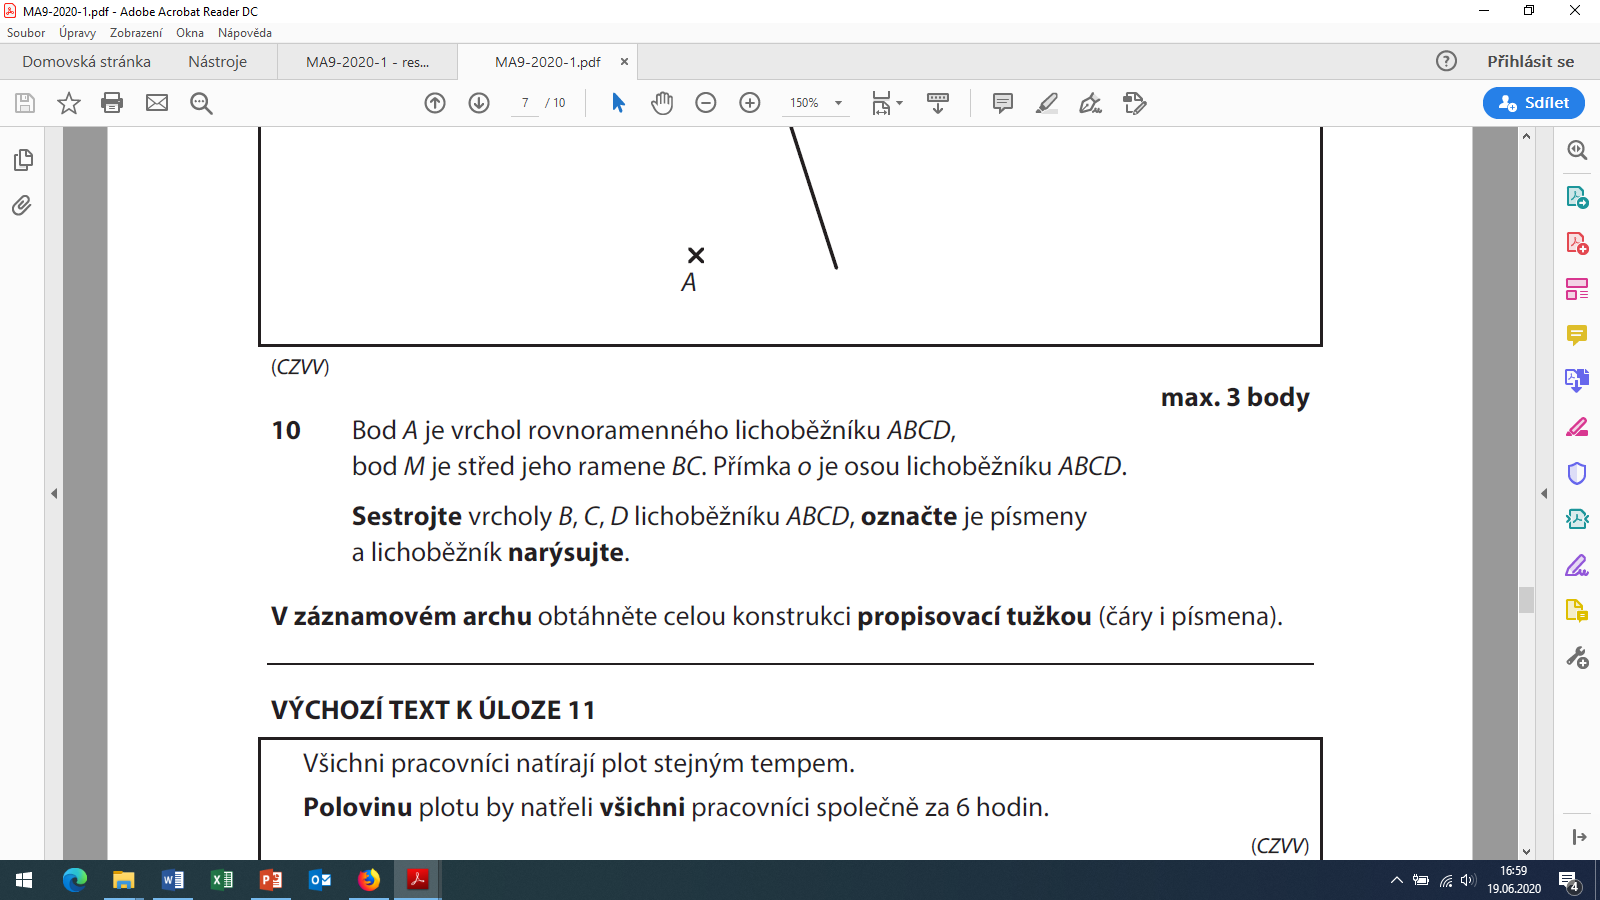 MA9-2020-1.pdf - Adobe Acrobat Reader DC
Soubor Úpravy Zobrazení Okna Nápověda
Domovská stránka Nástroje MA9-2020-1 - res... MA9-2020-1.pdf × ? Přihlásit se
7 / 10 150% Sdílet
A
(CZVV)
max. 3 body
10 Bod A je vrchol rovnoramenného lichoběžníku ABCD,
bod M je střed jeho ramene BC. Přímka o je osou lichoběžníku ABCD.
Sestrojte vrcholy B, C, D lichoběžníku ABCD, označte je písmeny
a lichoběžník narýsujte.
V záznamovém archu obtáhněte celou konstrukci propisovací tužkou (čáry i písmena).
VÝCHOZÍ TEXT K ÚLOZE 11
Všichni pracovníci natírají plot stejným tempem.
Polovinu plotu by natřeli všichni pracovníci společně za 6 hodin.
(CZVV)
16:59
19.06.2020
4